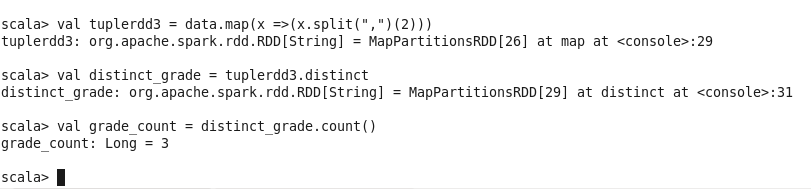 scala> val tuplerdd3 = data.map(x =>(x.split(",")(2)))
tuplerdd3: org.apache.spark.rdd.RDD[String] = MapPartitionsRDD[26] at map at <console>:29
scala> val distinct_grade = tuplerdd3.distinct
distinct_grade: org.apache.spark.rdd.RDD[String] = MapPartitionsRDD[29] at distinct at <console>:31
scala> val grade_count = distinct_grade.count()
grade_count: Long = 3
scala>